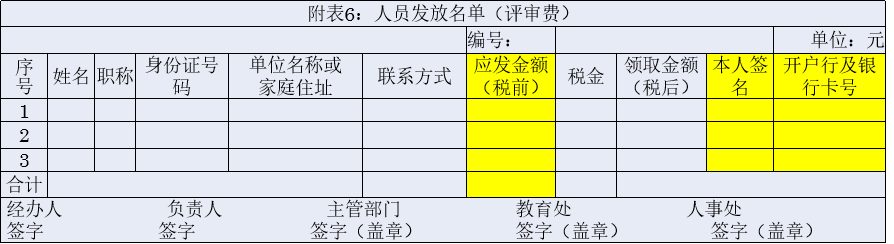 附表6：人员发放名单（评审费）
编号： 单位：元
序号 姓名 职称 身份证号码 单位名称或家庭住址 联系方式 应发金额（税前） 税金 领取金额（税后） 本人签名 开户行及银行卡号
1
2
3
合计
经办人 负责人 主管部门 教育处 人事处
签字 签字 签字（盖章） 签字（盖章） 签字（盖章）